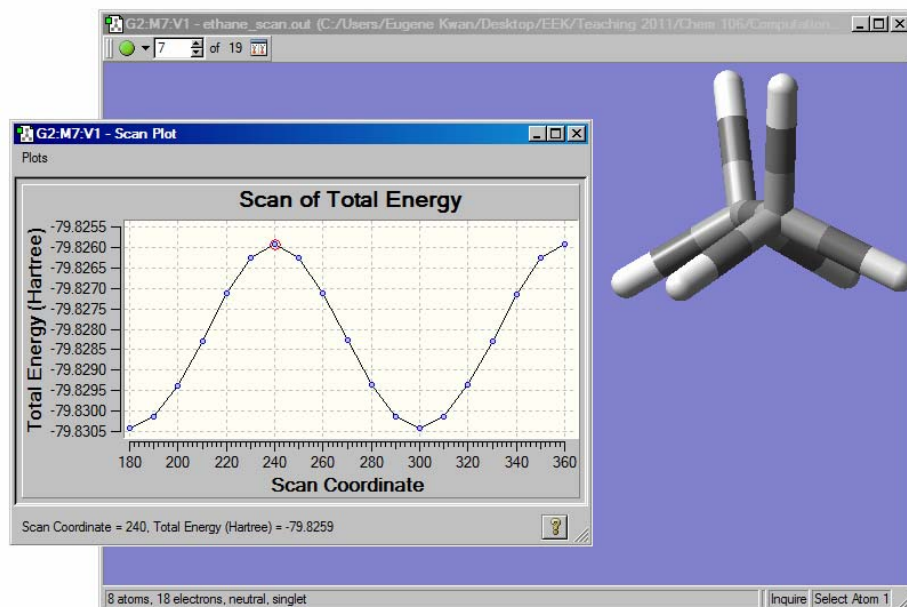 G2:M7:V1 - ethane_scan.out (C:/Users/Eugene Kwan/Desktop/EEK/Teaching 2011/Chem 106/Computation...
7 of 19
G2:M7:V1 - Scan Plot
Plots
Scan of Total Energy
Total Energy (Hartree)
-79.8255
-79.8260
-79.8265
-79.8270
-79.8275
-79.8280
-79.8285
-79.8290
-79.8295
-79.8300
-79.8305
180 200 220 240 260 280 300 320 340 360
Scan Coordinate
Scan Coordinate = 240, Total Energy (Hartree) = -79.8259
8 atoms, 18 electrons, neutral, singlet
Inquire Select Atom 1